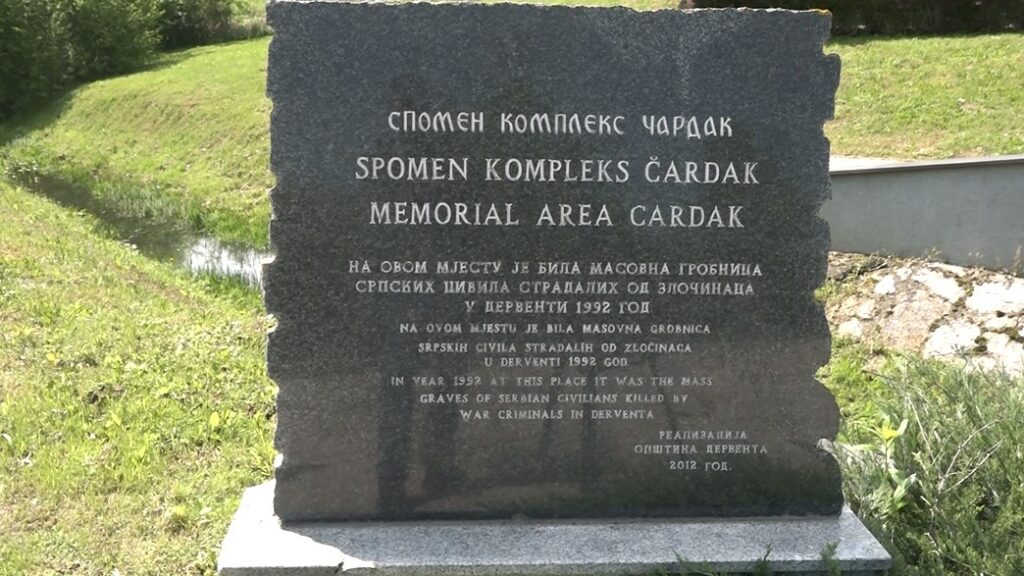 СПОМЕН КОМПЛЕКС ЧАРДАК
SPOMEN KOMPLEKS ČARDAK
MEMORIAL AREA CARDAK
НА ОВОМ МЈЕСТУ ЈЕ БИЛА МАСОВНА ГРОБНИЦА
СРПСКИХ ЦИВИЛА СТРАДАЛИХ ОД ЗЛОЧИНАЦА
У ДЕРВЕНТИ 1992 ГОД
NA OVOM MJESTU JE BILA MASOVNA GROBNICA
SRPSKIH CIVILA STRADALIH OD ZLOČINACA
U DERVENTI 1992 GOD
IN YEAR 1992 AT THIS PLACE IT WAS THE MASS
GRAVES OF SERBIAN CIVILIANS KILLED BY
WAR CRIMINALS IN DERVENTA
РЕАЛИЗАЦИЈА
ОПШТИНА ДЕРВЕНТА
2012. ГОД.